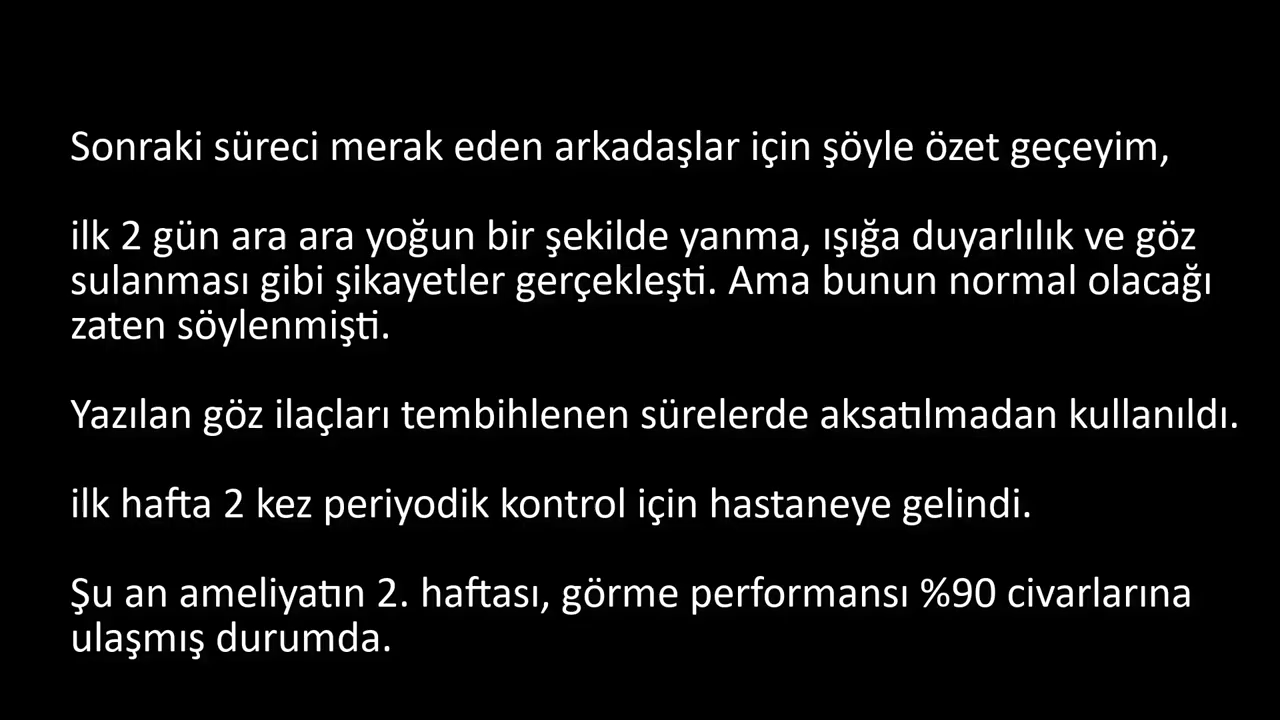 Sonraki süreci merak eden arkadaşlar için şöyle özet geçeyim,
ilk 2 gün ara ara yoğun bir şekilde yanma, ışığa duyarlılık ve göz
sulanması gibi şikayetler gerçekleşti. Ama bunun normal olacağı
zaten söylenmişti.
Yazılan göz ilaçları tembihlenen sürelerde aksatılmadan kullanıldı.
ilk hafta 2 kez periyodik kontrol için hastaneye gelindi.
Şu an ameliyatın 2. haftası, görme performansı %90 civarlarına
ulaşmış durumda.